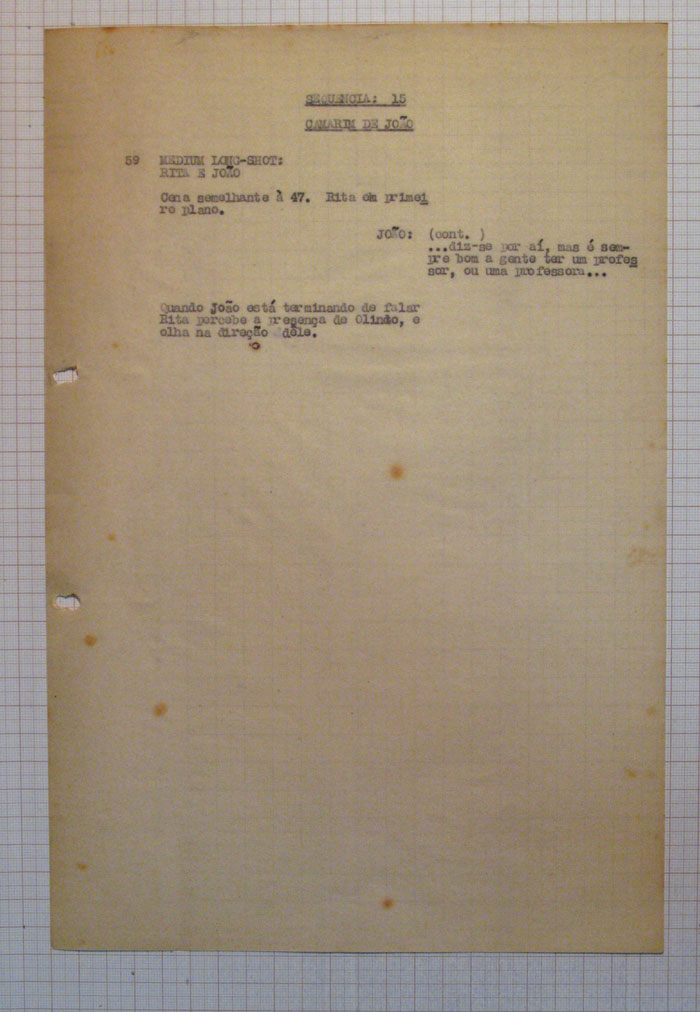 SEQUENCIA: 15
CAMARIM DE JOÃO
59 MEDIUM LONG-SHOT:
RITA E JOÃO
Cena semelhante à 47. Rita em primei
ro plano.
JOÃO: (cont. )
...diz-se por aí, mas é sem-
pre bom a gente ter um profes
sor, ou uma professora...
Quando João está terminando de falar
Rita percebe a presença de Olinto, e
olha na direção dele.